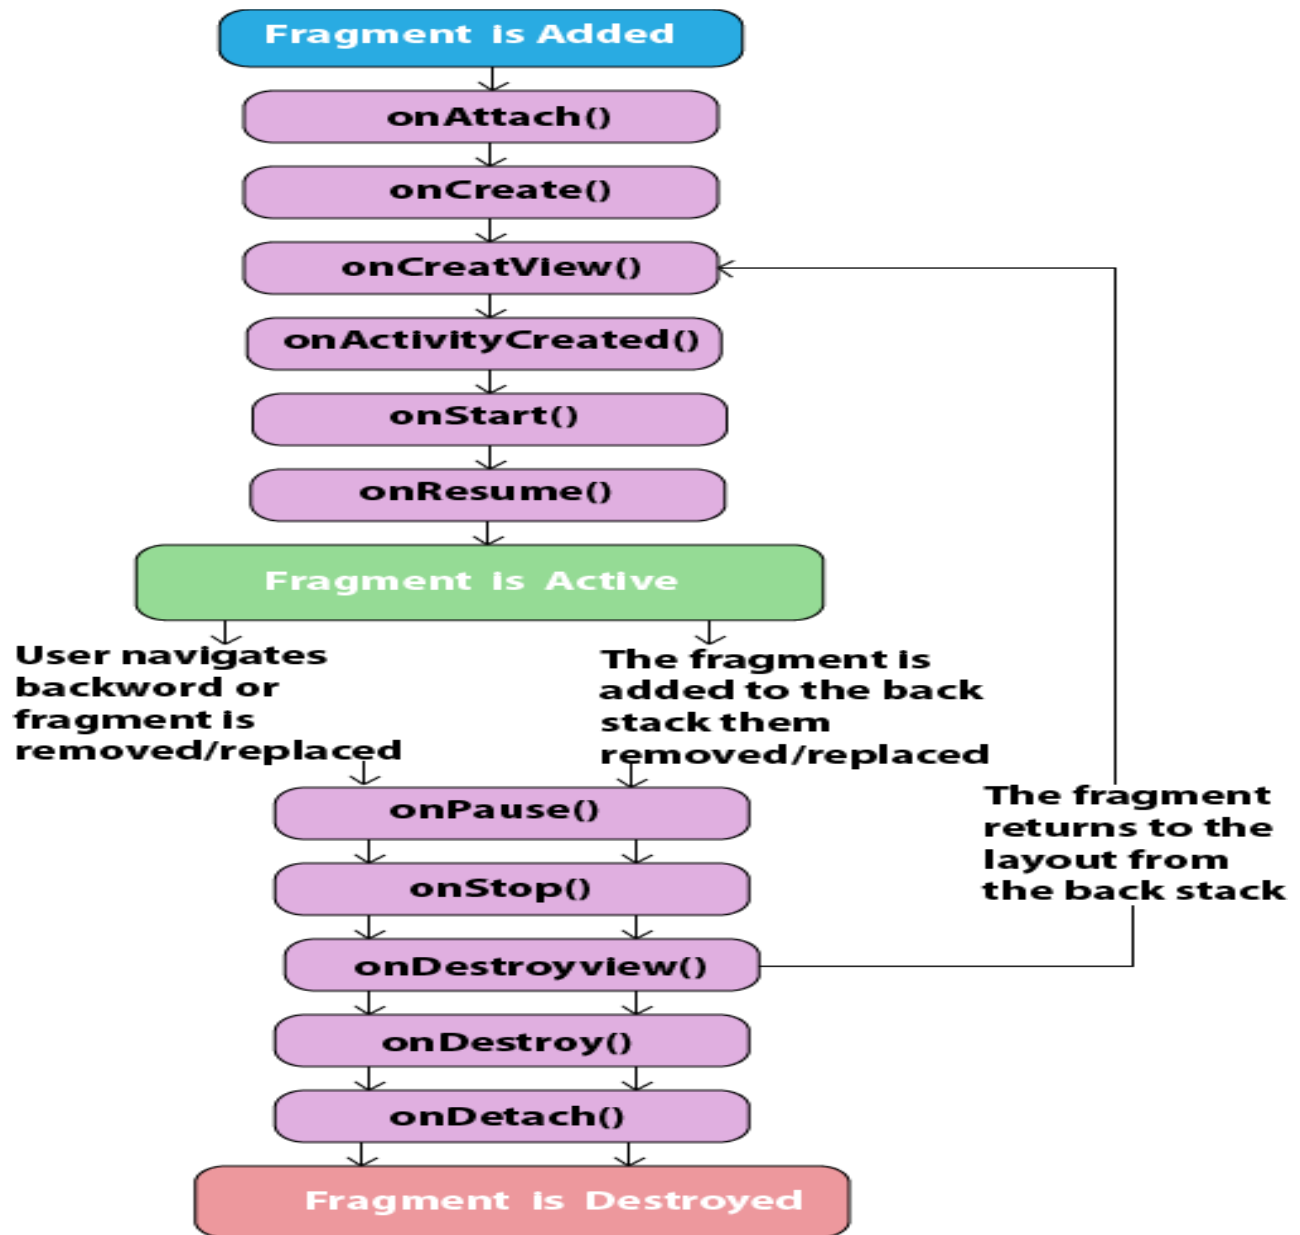 Fragment is Added
onAttach()
onCreate()
onCreatView()
onActivityCreated()
onStart()
onResume()
Fragment is Active
User navigates
backword or
fragment is
removed/replaced
The fragment is
added to the back
stack them
removed/replaced
The fragment
returns to the
layout from
the back stack
onPause()
onStop()
onDestroyview()
onDestroy()
onDetach()
Fragment is Destroyed